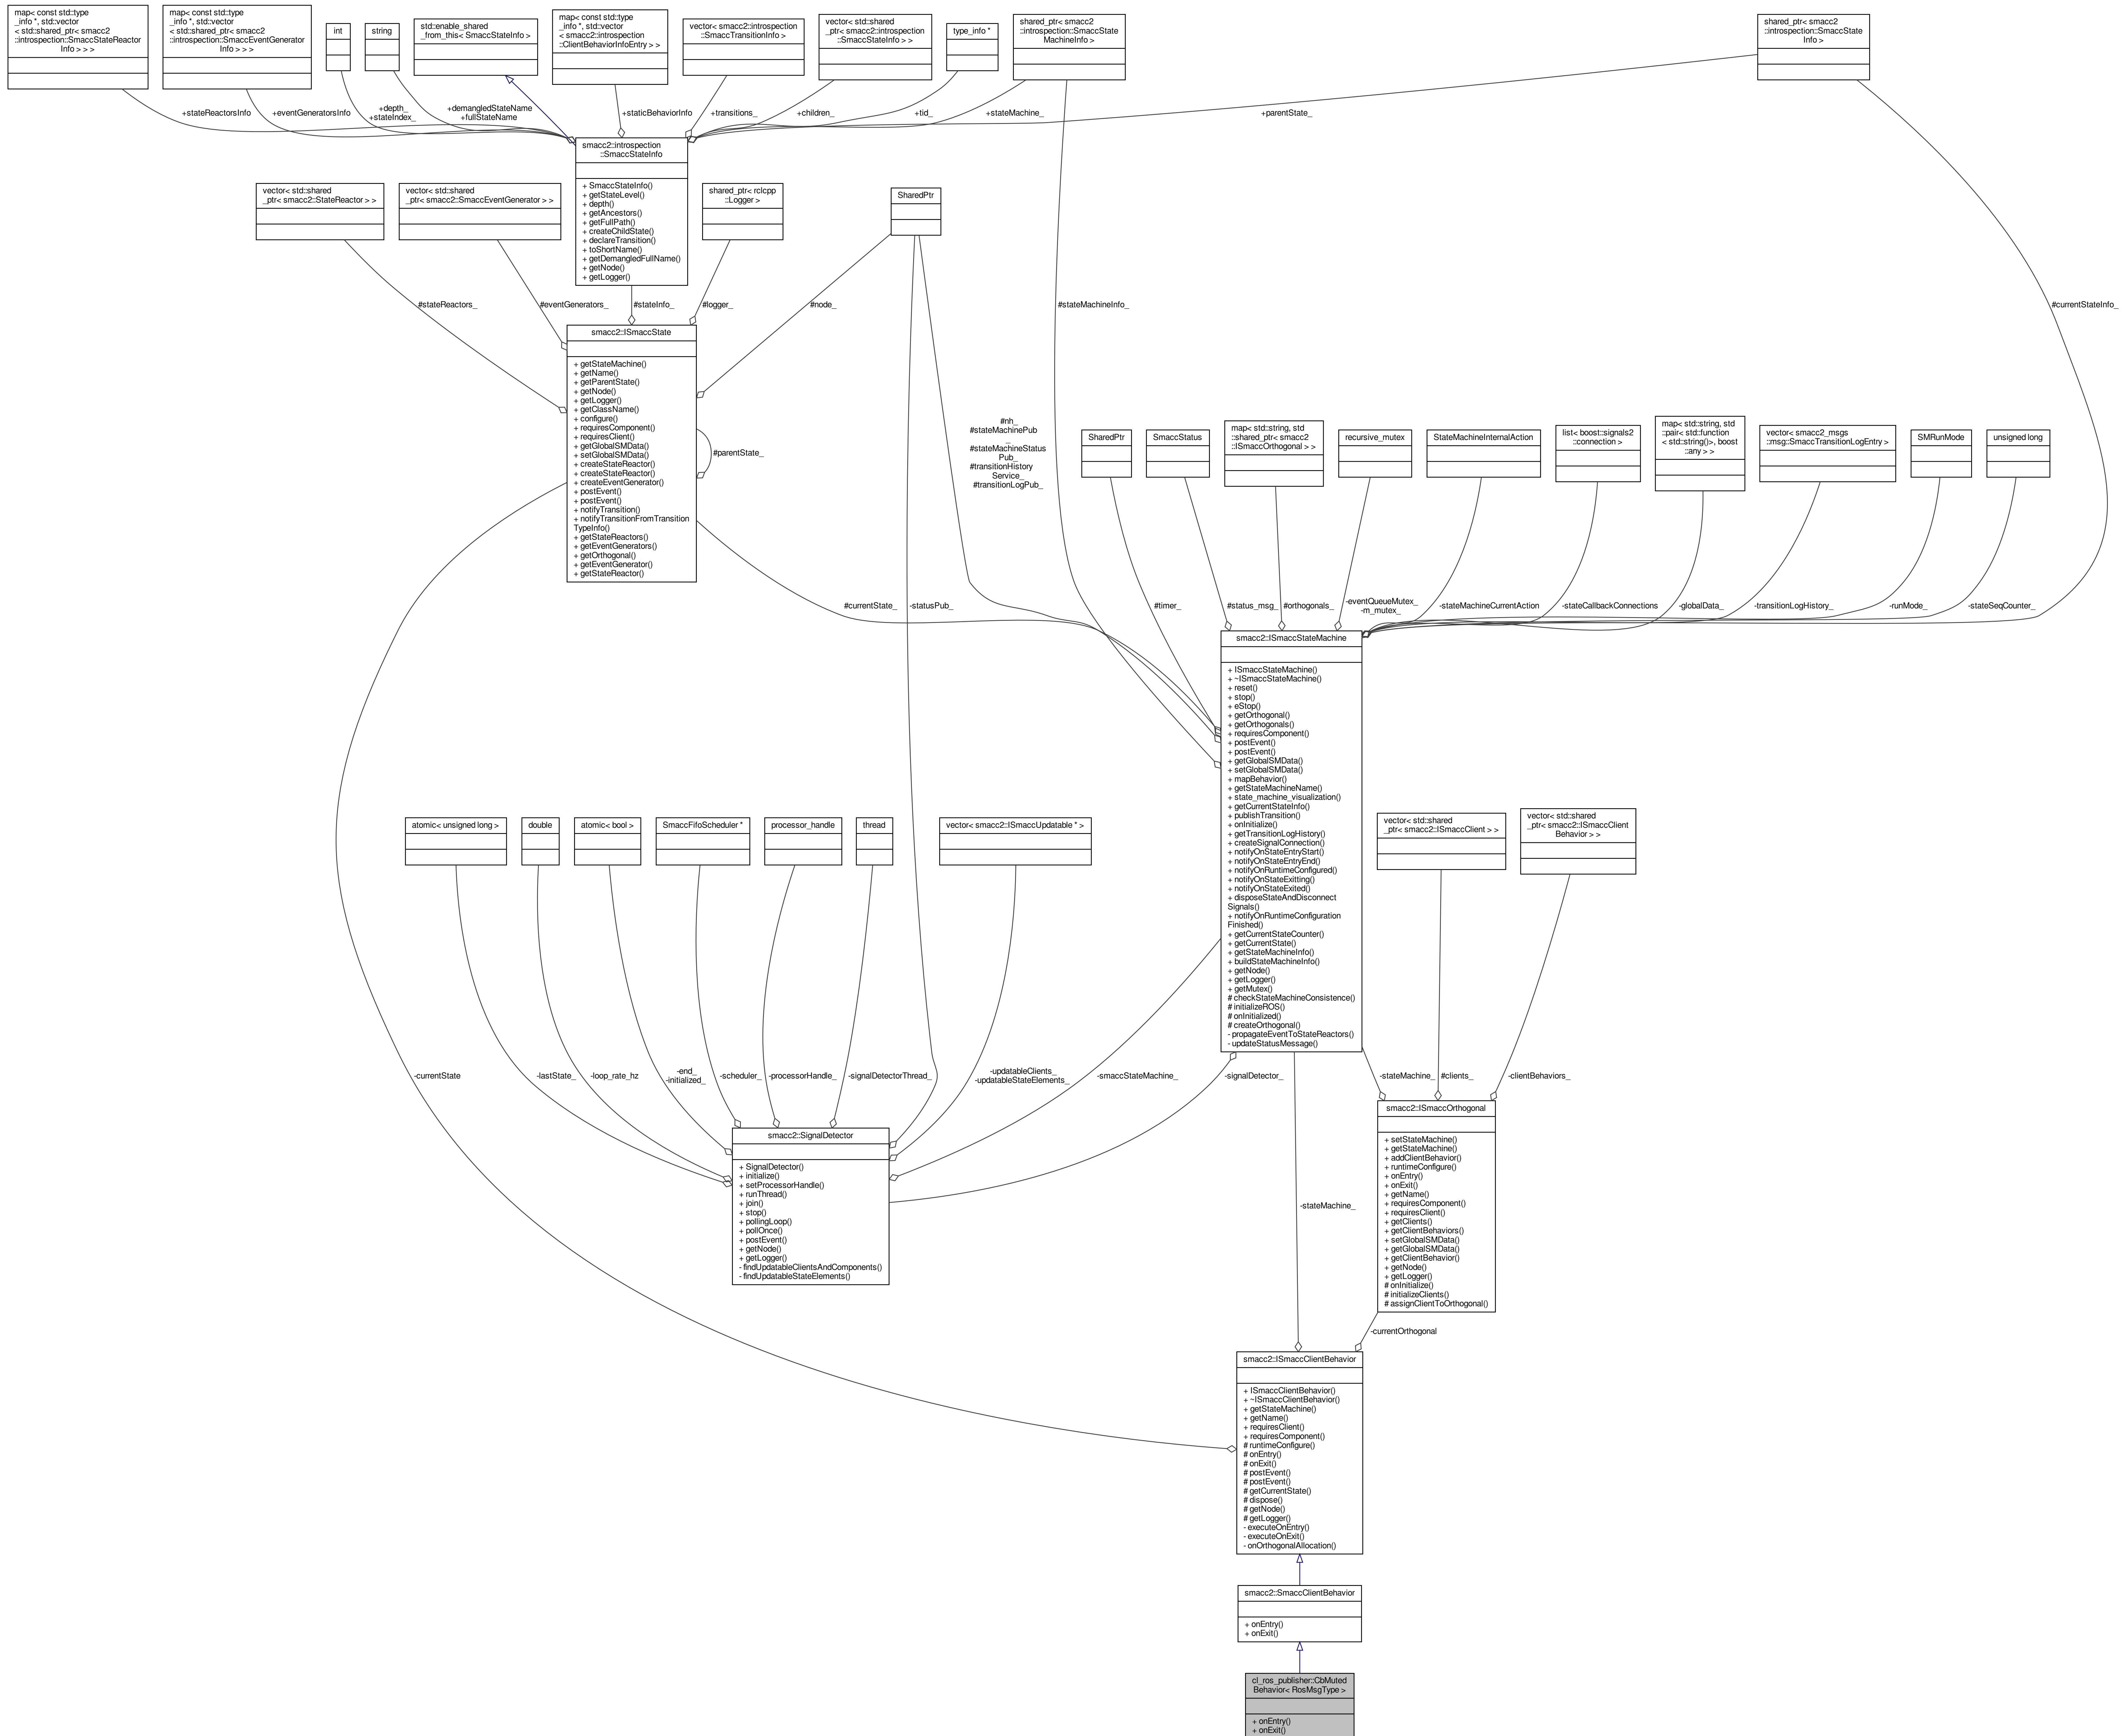 map< const std::type
_info *, std::vector
< std::shared_ptr< smacc2
::introspection::SmaccStateReactor
Info > > >
map< const std::type
_info *, std::vector
< std::shared_ptr< smacc2
::introspection::SmaccEventGenerator
Info > > >
int
string
std::enable_shared
_from_this< SmaccStateInfo >
map< const std::type
_info *, std::vector
< smacc2::introspection
::ClientBehaviorInfoEntry > >
vector< smacc2::introspection
::SmaccTransitionInfo >
vector< std::shared
_ptr< smacc2::introspection
::SmaccStateInfo > >
type_info *
shared_ptr< smacc2
::introspection::SmaccState
MachineInfo >
shared_ptr< smacc2
::introspection::SmaccState
Info >
+stateReactorsInfo
+eventGeneratorsInfo
+depth_
+stateIndex_
+demangledStateName
+fullStateName
+staticBehaviorInfo
+transitions_
+children_
+tid_
+stateMachine_
+parentState_
smacc2::introspection
::SmaccStateInfo
+ SmaccStateInfo()
+ getStateLevel()
+ depth()
+ getAncestors()
+ getFullPath()
+ createChildState()
+ declareTransition()
+ toShortName()
+ getDemangledFullName()
+ getNode()
+ getLogger()
vector< std::shared
_ptr< smacc2::StateReactor > >
vector< std::shared
_ptr< smacc2::SmaccEventGenerator > >
shared_ptr< rclcpp
::Logger >
SharedPtr
#stateReactors_
#eventGenerators_
#stateInfo_
#logger_
#node_
#stateMachineInfo_
#currentStateInfo_
smacc2::ISmaccState
+ getStateMachine()
+ getName()
+ getParentState()
+ getNode()
+ getLogger()
+ getClassName()
+ configure()
+ requiresComponent()
+ requiresClient()
+ getGlobalSMData()
+ setGlobalSMData()
+ createStateReactor()
+ createStateReactor()
+ createEventGenerator()
+ postEvent()
+ postEvent()
+ notifyTransition()
+ notifyTransitionFromTransition
TypeInfo()
+ getStateReactors()
+ getEventGenerators()
+ getOrthogonal()
+ getEventGenerator()
+ getStateReactor()
#parentState_
#nh_
#stateMachinePub
_
#stateMachineStatus
Pub_
#transitionHistory
Service_
#transitionLogPub_
SharedPtr
SmaccStatus
map< std::string, std
::shared_ptr< smacc2
::ISmaccOrthogonal > >
recursive_mutex
StateMachineInternalAction
list< boost::signals2
::connection >
map< std::string, std
::pair< std::function
< std::string()>, boost
::any > >
vector< smacc2_msgs
::msg::SmaccTransitionLogEntry >
SMRunMode
unsigned long
#currentState_
-statusPub_
#timer_
#status_msg_
#orthogonals_
-eventQueueMutex_
-m_mutex_
-stateMachineCurrentAction
-stateCallbackConnections
-globalData_
-transitionLogHistory_
-runMode_
-stateSeqCounter_
smacc2::ISmaccStateMachine
+ ISmaccStateMachine()
+ ~ISmaccStateMachine()
+ reset()
+ stop()
+ eStop()
+ getOrthogonal()
+ getOrthogonals()
+ requiresComponent()
+ postEvent()
+ postEvent()
+ getGlobalSMData()
+ setGlobalSMData()
+ mapBehavior()
+ getStateMachineName()
+ state_machine_visualization()
+ getCurrentStateInfo()
+ publishTransition()
+ onInitialize()
+ getTransitionLogHistory()
+ createSignalConnection()
+ notifyOnStateEntryStart()
+ notifyOnStateEntryEnd()
+ notifyOnRuntimeConfigured()
+ notifyOnStateExitting()
+ notifyOnStateExited()
+ disposeStateAndDisconnect
Signals()
+ notifyOnRuntimeConfiguration
Finished()
+ getCurrentStateCounter()
+ getCurrentState()
+ getStateMachineInfo()
+ buildStateMachineInfo()
+ getNode()
+ getLogger()
+ getMutex()
# checkStateMachineConsistence()
# initializeROS()
# onInitialized()
# createOrthogonal()
- propagateEventToStateReactors()
- updateStatusMessage()
atomic< unsigned long >
double
atomic< bool >
SmaccFifoScheduler *
processor_handle
thread
vector< smacc2::ISmaccUpdatable * >
vector< std::shared
_ptr< smacc2::ISmaccClient > >
vector< std::shared
_ptr< smacc2::ISmaccClient
Behavior > >
-currentState
-lastState_
-loop_rate_hz
-end_
-initialized_
-scheduler_
-processorHandle_
-signalDetectorThread_
-updatableClients_
-updatableStateElements_
-smaccStateMachine_
-signalDetector_
-stateMachine_
#clients_
-clientBehaviors_
smacc2::SignalDetector
+ SignalDetector()
+ initialize()
+ setProcessorHandle()
+ runThread()
+ join()
+ stop()
+ pollingLoop()
+ pollOnce()
+ postEvent()
+ getNode()
+ getLogger()
- findUpdatableClientsAndComponents()
- findUpdatableStateElements()
smacc2::ISmaccOrthogonal
+ setStateMachine()
+ getStateMachine()
+ addClientBehavior()
+ runtimeConfigure()
+ onEntry()
+ onExit()
+ getName()
+ requiresComponent()
+ requiresClient()
+ getClients()
+ getClientBehaviors()
+ setGlobalSMData()
+ getGlobalSMData()
+ getClientBehavior()
+ getNode()
+ getLogger()
# onInitialize()
# initializeClients()
# assignClientToOrthogonal()
-stateMachine_
-currentOrthogonal
smacc2::ISmaccClientBehavior
+ ISmaccClientBehavior()
+ ~ISmaccClientBehavior()
+ getStateMachine()
+ getName()
+ requiresClient()
+ requiresComponent()
# runtimeConfigure()
# onEntry()
# onExit()
# postEvent()
# postEvent()
# getCurrentState()
# dispose()
# getNode()
# getLogger()
- executeOnEntry()
- executeOnExit()
- onOrthogonalAllocation()
smacc2::SmaccClientBehavior
+ onEntry()
+ onExit()
cl_ros_publisher::CbMuted
Behavior< RosMsgType >
+ onEntry()
+ onExit()